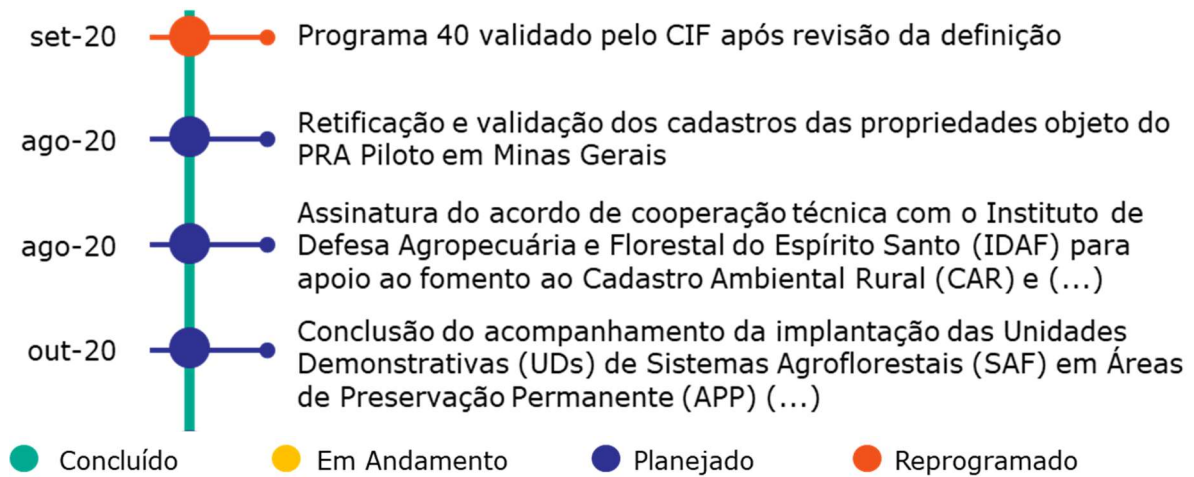 set-20 Programa 40 validado pelo CIF após revisão da definição
ago-20 Retificação e validação dos cadastros das propriedades objeto do
PRA Piloto em Minas Gerais
ago-20 Assinatura do acordo de cooperação técnica com o Instituto de
Defesa Agropecuária e Florestal do Espírito Santo (IDAF) para
apoio ao fomento ao Cadastro Ambiental Rural (CAR) e (...)
out-20 Conclusão do acompanhamento da implantação das Unidades
Demonstrativas (UDs) de Sistemas Agroflorestais (SAF) em Áreas
de Preservação Permanente (APP) (...)
Concluído Em Andamento Planejado Reprogramado